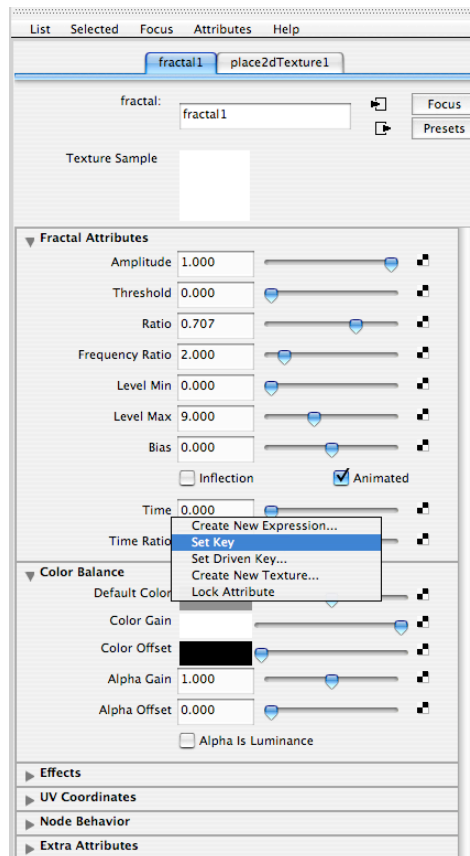 List Selected Focus Attributes Help
fractal1 place2dTexture1
fractal: fractal1 Focus
Presets
Texture Sample
Fractal Attributes
Amplitude 1.000
Threshold 0.000
Ratio 0.707
Frequency Ratio 2.000
Level Min 0.000
Level Max 9.000
Bias 0.000
Inflection Animated
Time 0.000
Create New Expression...
Time Ratio Set Key
Set Driven Key...
Color Balance Create New Texture...
Default Color Lock Attribute
Color Gain
Color Offset
Alpha Gain 1.000
Alpha Offset 0.000
Alpha Is Luminance
Effects
UV Coordinates
Node Behavior
Extra Attributes